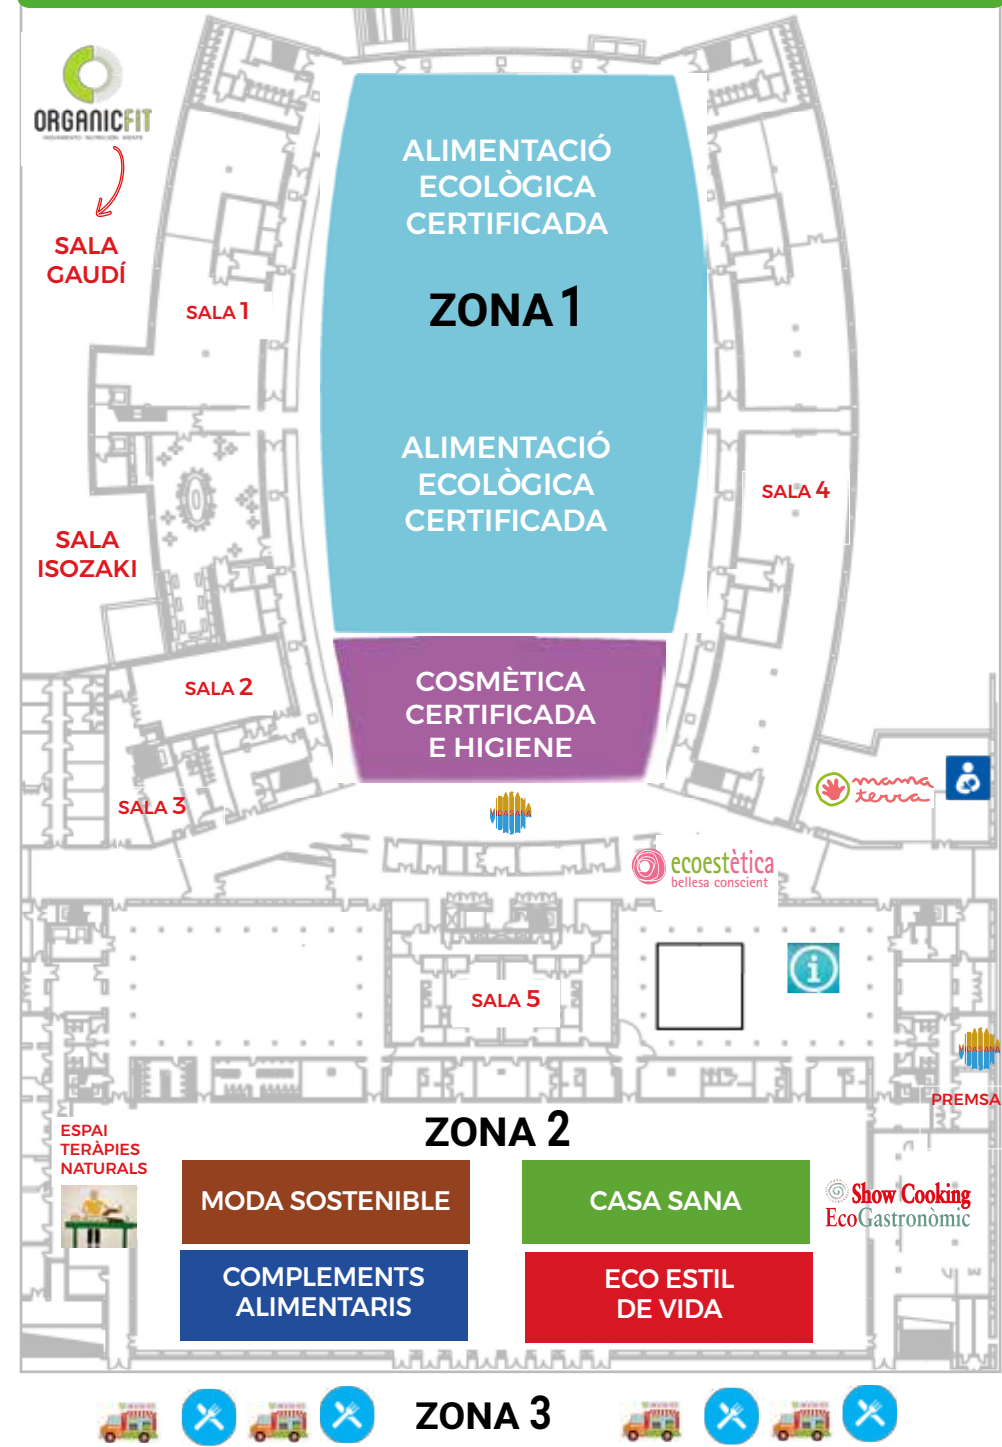 ORGANICFIT
SALA
GAUDÍ
SALA 1
ALIMENTACIÓ
ECOLÒGICA
CERTIFICADA
ZONA 1
ALIMENTACIÓ
ECOLÒGICA
CERTIFICADA
SALA 4
SALA
ISOZAKI
SALA 2
COSMÈTICA
CERTIFICADA
E HIGIENE
SALA 3
VIDASANA
mama
terra
ecoestètica
bellesa conscient
SALA 5
i
VIDASANA
PREMSA
ZONA 2
ESPAI
TERÀPIES
NATURALS
MODA SOSTENIBLE
CASA SANA
Show Cooking
EcoGastronòmic
COMPLEMENTS
ALIMENTARIS
ECO ESTIL
DE VIDA
ZONA 3